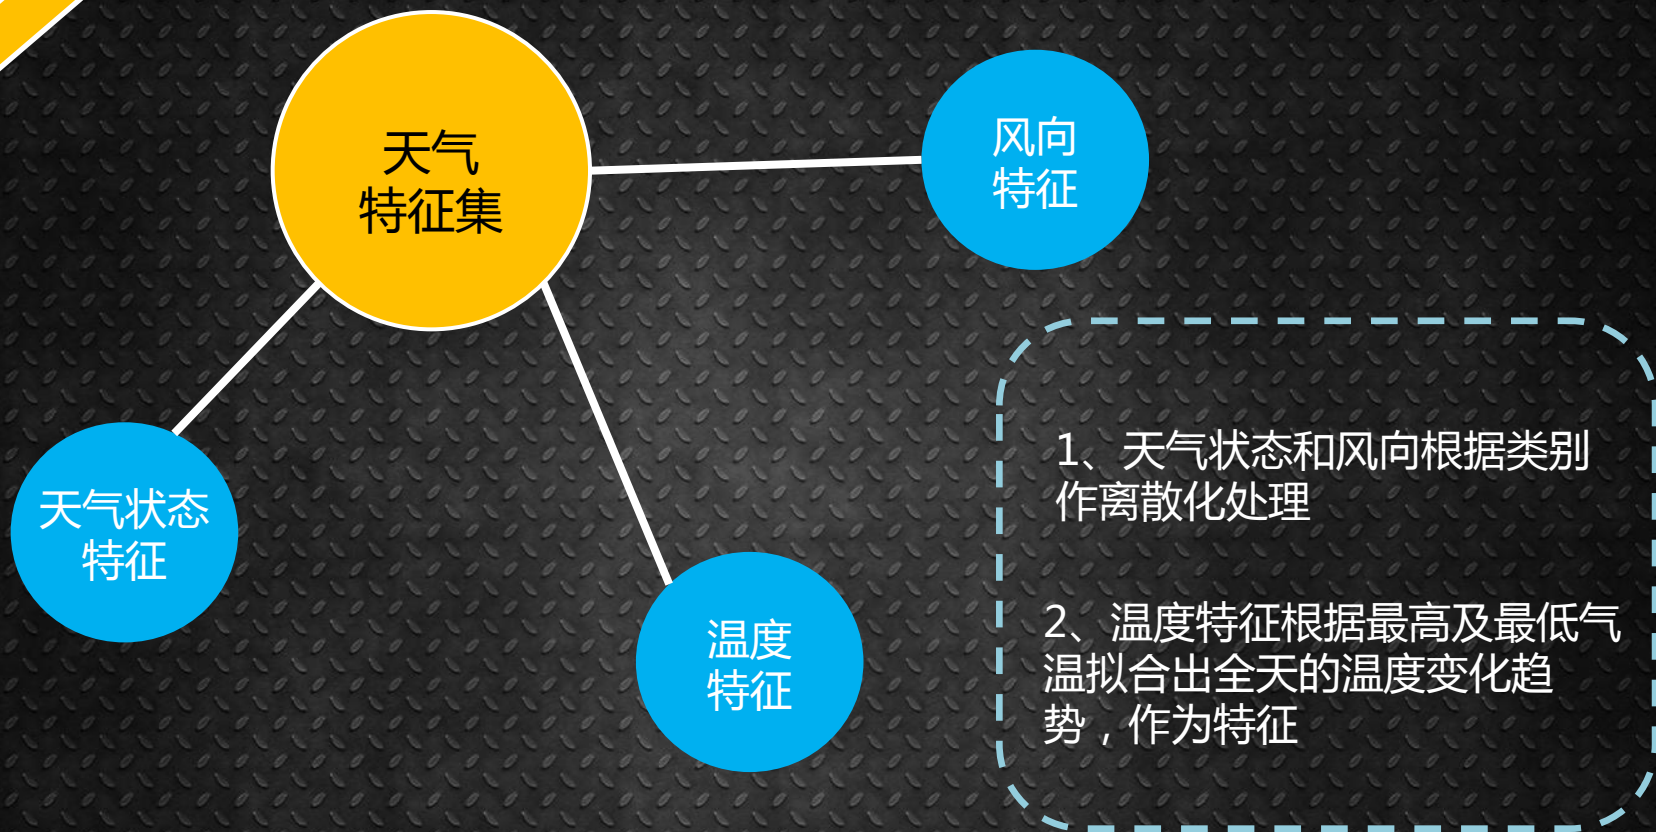 天气
特征集
风向
特征
天气状态
特征
温度
特征
1、天气状态和风向根据类别
作离散化处理
2、温度特征根据最高及最低气
温拟合出全天的温度变化趋
势，作为特征